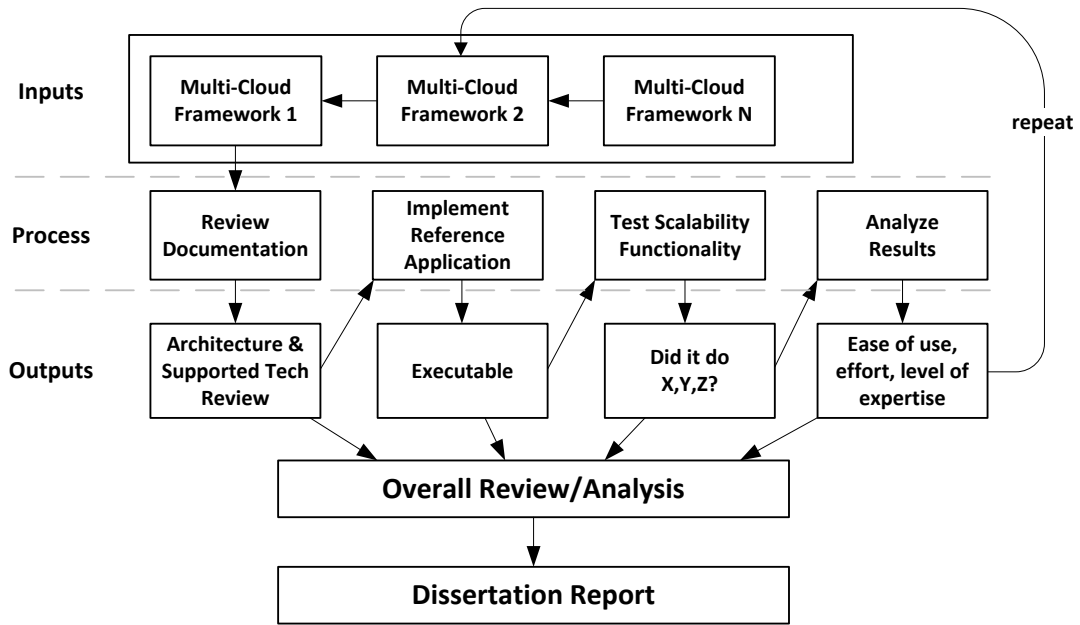 Inputs
Multi-Cloud
Framework 1
Multi-Cloud
Framework 2
Multi-Cloud
Framework N
repeat
Process
Review
Documentation
Implement
Reference
Application
Test Scalability
Functionality
Analyze
Results
Outputs
Architecture &
Supported Tech
Review
Executable
Did it do
X,Y,Z?
Ease of use,
effort, level of
expertise
Overall Review/Analysis
Dissertation Report